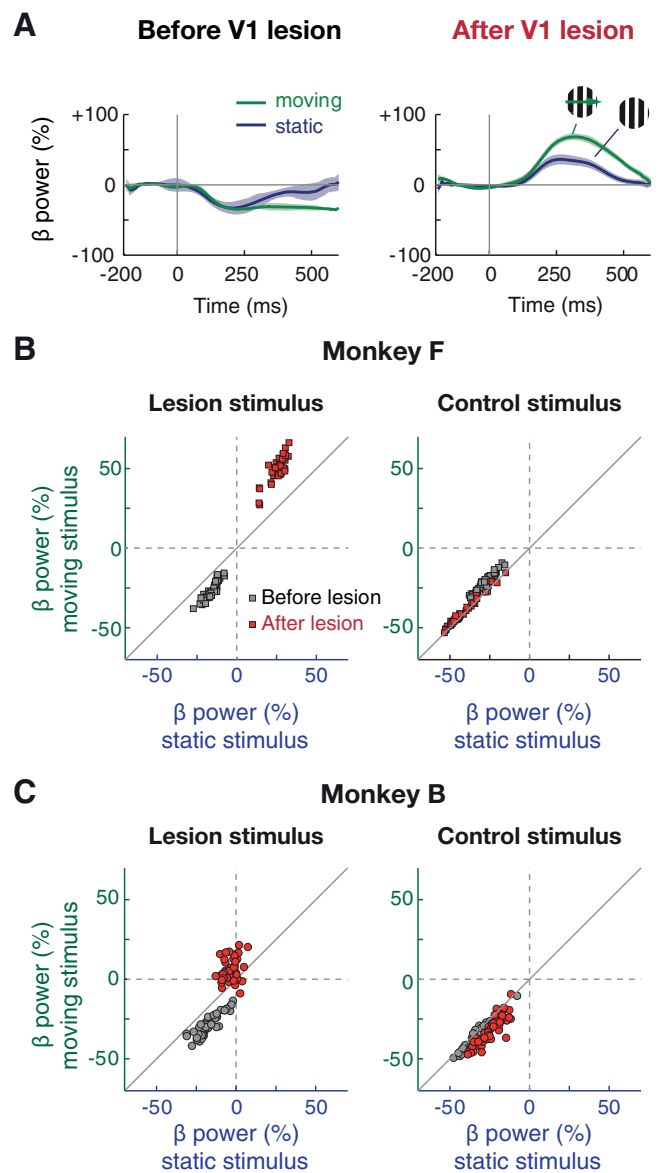 A
Before V1 lesion
After V1 lesion
β power (%)
+100
0
-100
moving
static
-200
0
250
500
Time (ms)
+100
0
-100
-200
0
250
500
Time (ms)
B
Monkey F
Lesion stimulus
Control stimulus
β power (%)
moving stimulus
50
0
-50
Before lesion
After lesion
-50
0
50
β power (%)
static stimulus
50
0
-50
-50
0
50
β power (%)
static stimulus
C
Monkey B
Lesion stimulus
Control stimulus
β power (%)
moving stimulus
50
0
-50
-50
0
50
β power (%)
static stimulus
50
0
-50
-50
0
50
β power (%)
static stimulus